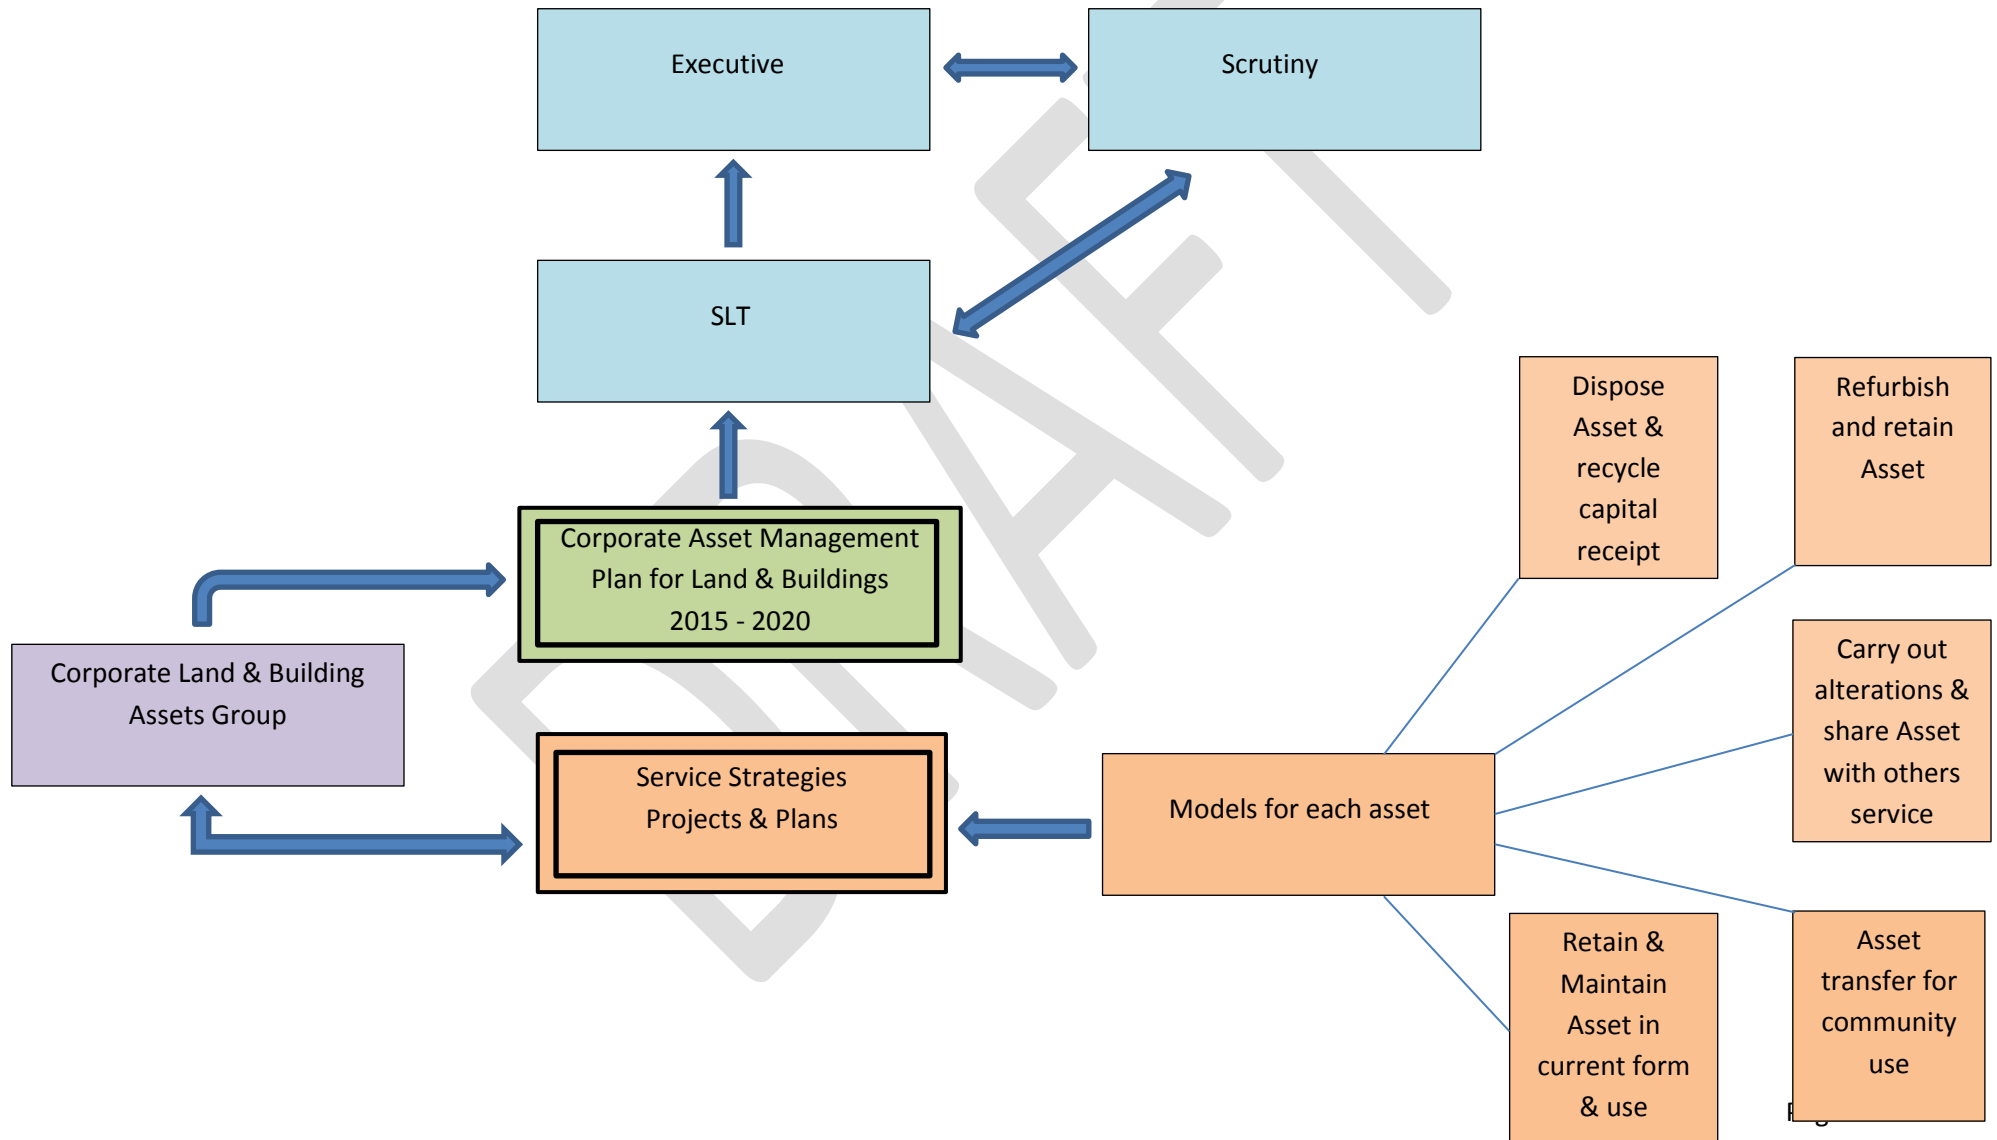 Executive
Scrutiny
SLT
Dispose
Asset &
recycle
capital
receipt
Refurbish
and retain
Asset
Corporate Asset Management
Plan for Land & Buildings
2015 - 2020
Corporate Land & Building
Assets Group
Carry out
alterations &
share Asset
with others
service
Service Strategies
Projects & Plans
Models for each asset
Retain &
Maintain
Asset in
current form
& use
Asset
transfer for
community
use
DRAFT